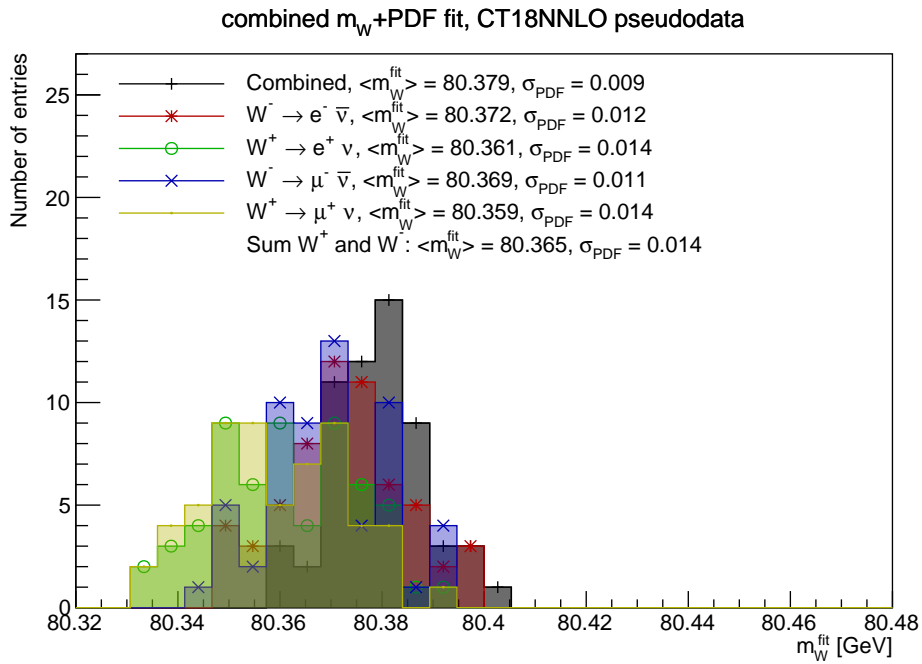 combined m_W+PDF fit, CT18NNLO pseudodata
Number of entries
Combined, <m_W^fit> = 80.379, σ_PDF = 0.009
W^- → e^- ν̅, <m_W^fit> = 80.372, σ_PDF = 0.012
W^+ → e^+ ν, <m_W^fit> = 80.361, σ_PDF = 0.014
W^- → μ^- ν̅, <m_W^fit> = 80.369, σ_PDF = 0.011
W^+ → μ^+ ν, <m_W^fit> = 80.359, σ_PDF = 0.014
Sum W^+ and W^-: <m_W^fit> = 80.365, σ_PDF = 0.014
25
20
15
10
5
0
80.32 80.34 80.36 80.38 80.4 80.42 80.44 80.46 80.48
m_W^fit [GeV]